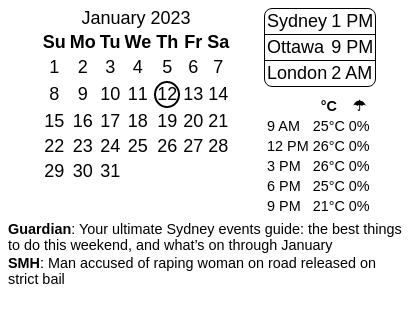 January 2023
Su Mo Tu We Th Fr Sa
1 2 3 4 5 6 7
8 9 10 11 12 13 14
15 16 17 18 19 20 21
22 23 24 25 26 27 28
29 30 31
Sydney 1 PM
Ottawa 9 PM
London 2 AM
°C ☂
9 AM 25°C 0%
12 PM 26°C 0%
3 PM 26°C 0%
6 PM 25°C 0%
9 PM 21°C 0%
Guardian: Your ultimate Sydney events guide: the best things
to do this weekend, and what’s on through January
SMH: Man accused of raping woman on road released on
strict bail